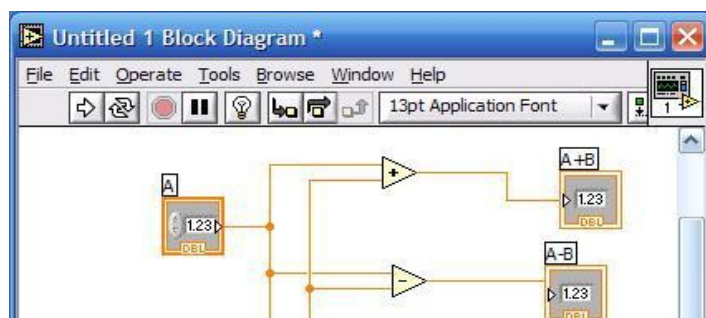 Untitled 1 Block Diagram *
File Edit Operate Tools Browse Window Help
13pt Application Font
1
A
1.23
DBL
+
A+B
1.23
DBL
-
A-B
1.23
DBL